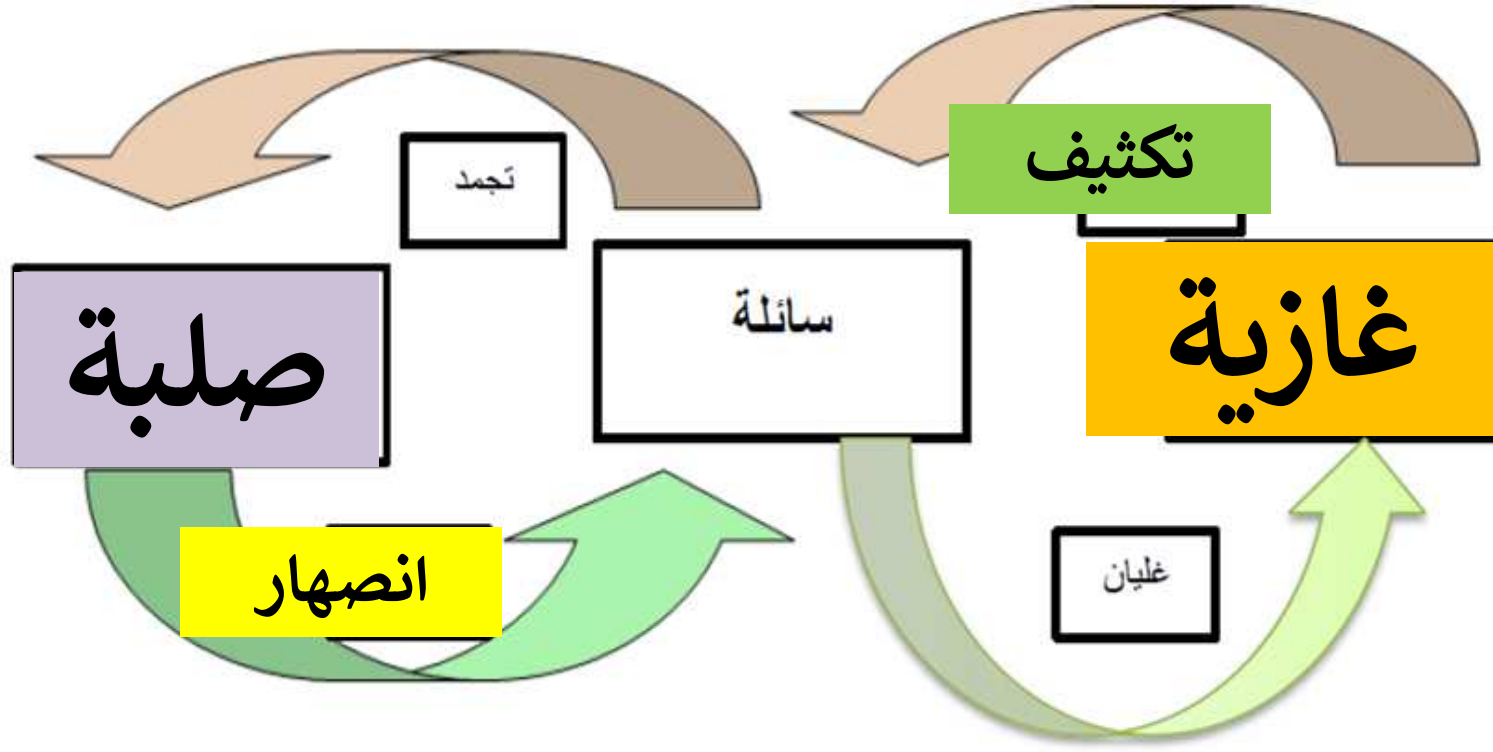 تكثيف
تجمد
غازية
سائلة
صلبة
غليان
انصهار